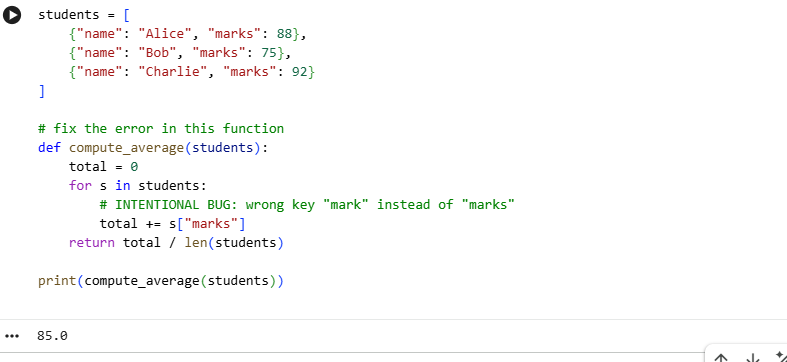 students = [
    {"name": "Alice", "marks": 88},
    {"name": "Bob", "marks": 75},
    {"name": "Charlie", "marks": 92}
]

# fix the error in this function
def compute_average(students):
    total = 0
    for s in students:
        # INTENTIONAL BUG: wrong key "mark" instead of "marks"
        total += s["marks"]
    return total / len(students)

print(compute_average(students))
85.0